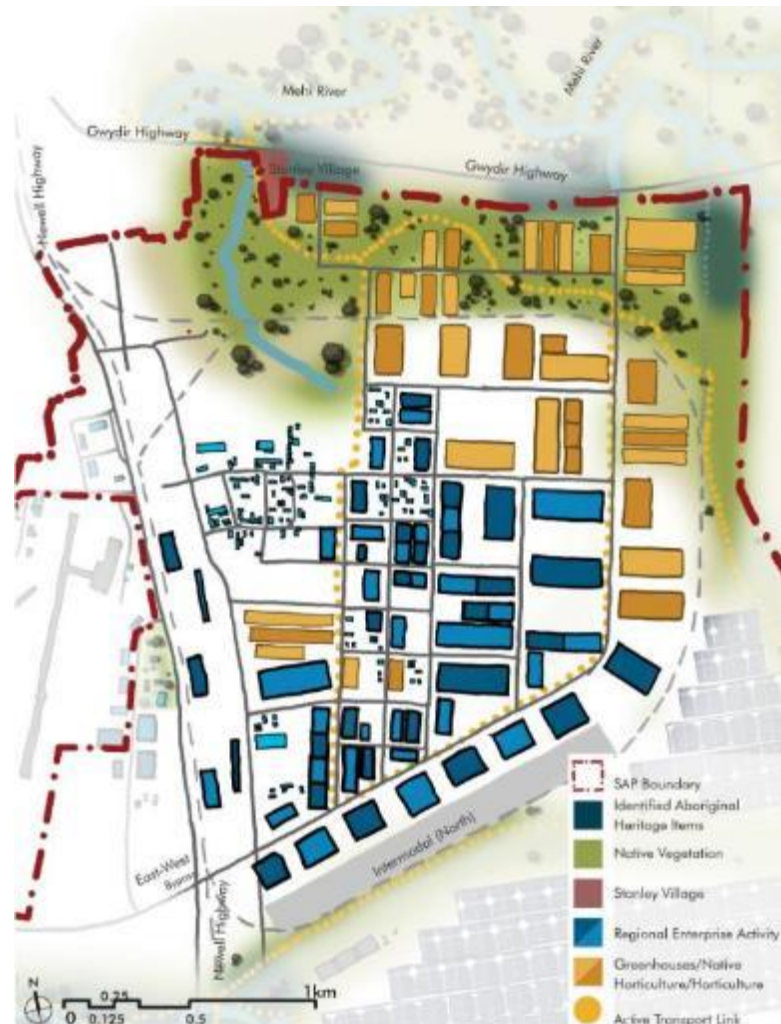 Mehi River
Mehi River
Gwydir Highway
Gwydir Highway
Stanley Village
Newell Highway
Intermodal (North)
East-West
Bypass
Newell Highway
SAP Boundary
Identified Aboriginal
Heritage Items
Native Vegetation
Stanley Village
Regional Enterprise Activity
Greenhouses/Native
Horticulture/Horticulture
Active Transport Link
N
0.25
1km
0
0.125
0.5